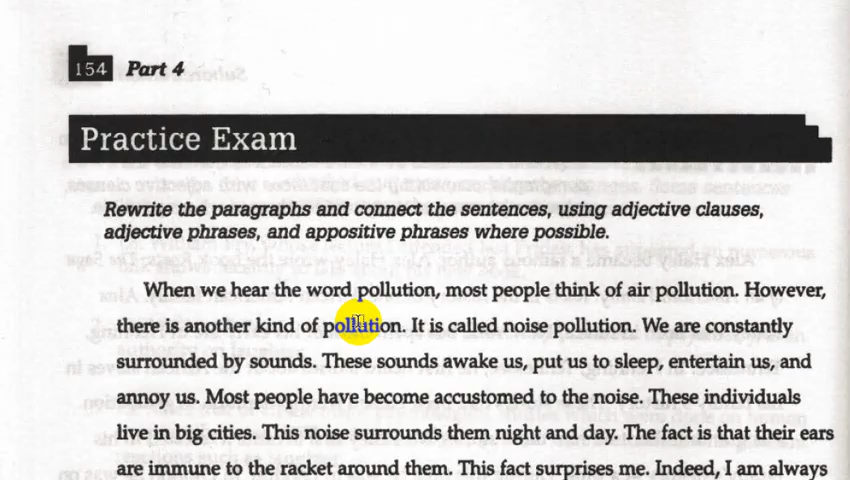 154 Part 4
Practice Exam
Rewrite the paragraphs and connect the sentences, using adjective clauses,
adjective phrases, and appositive phrases where possible.
When we hear the word pollution, most people think of air pollution. However,
there is another kind of pollution. It is called noise pollution. We are constantly
surrounded by sounds. These sounds awake us, put us to sleep, entertain us, and
annoy us. Most people have become accustomed to the noise. These individuals
live in big cities. This noise surrounds them night and day. The fact is that their ears
are immune to the racket around them. This fact surprises me. Indeed, I am always